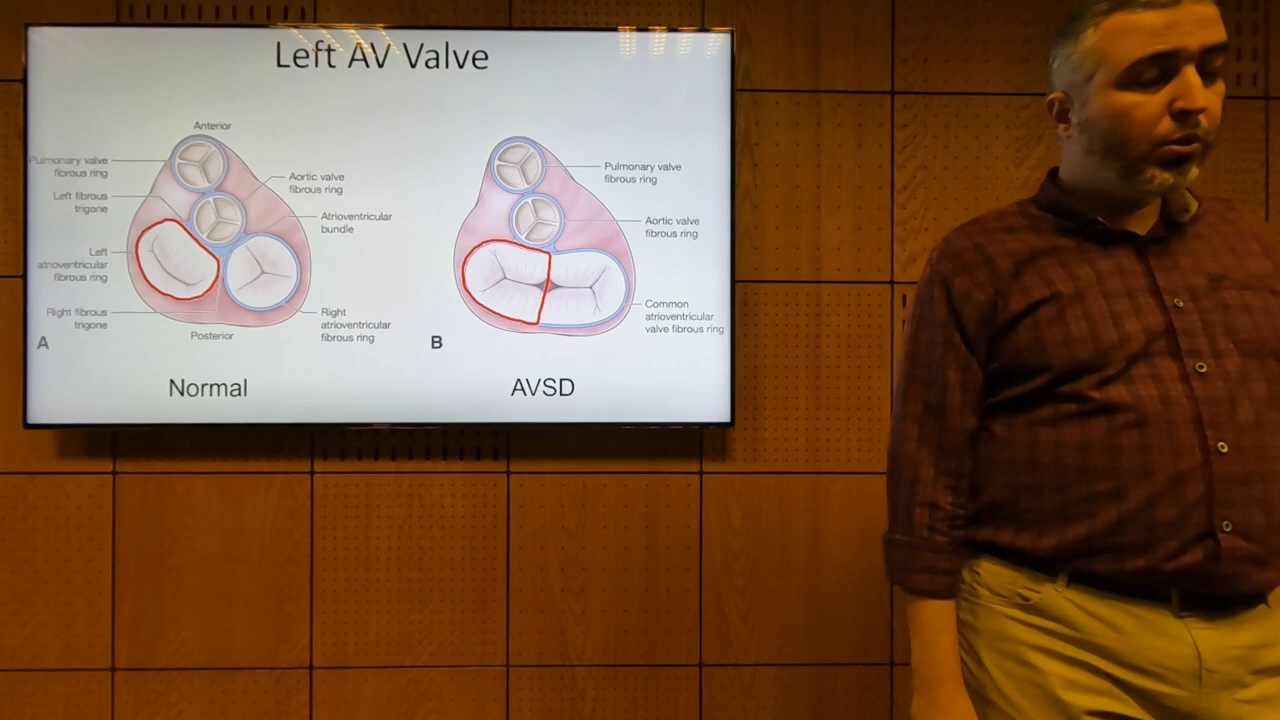 Left AV Valve
Anterior
Pulmonary valve
fibrous ring
Left fibrous
trigone
Left
atrioventricular
fibrous ring
Right fibrous
trigone
Aortic valve
fibrous ring
Atrioventricular
bundle
Right
atrioventricular
fibrous ring
Posterior
A
Normal
Pulmonary valve
fibrous ring
Aortic valve
fibrous ring
Common
atrioventricular
valve fibrous ring
B
AVSD